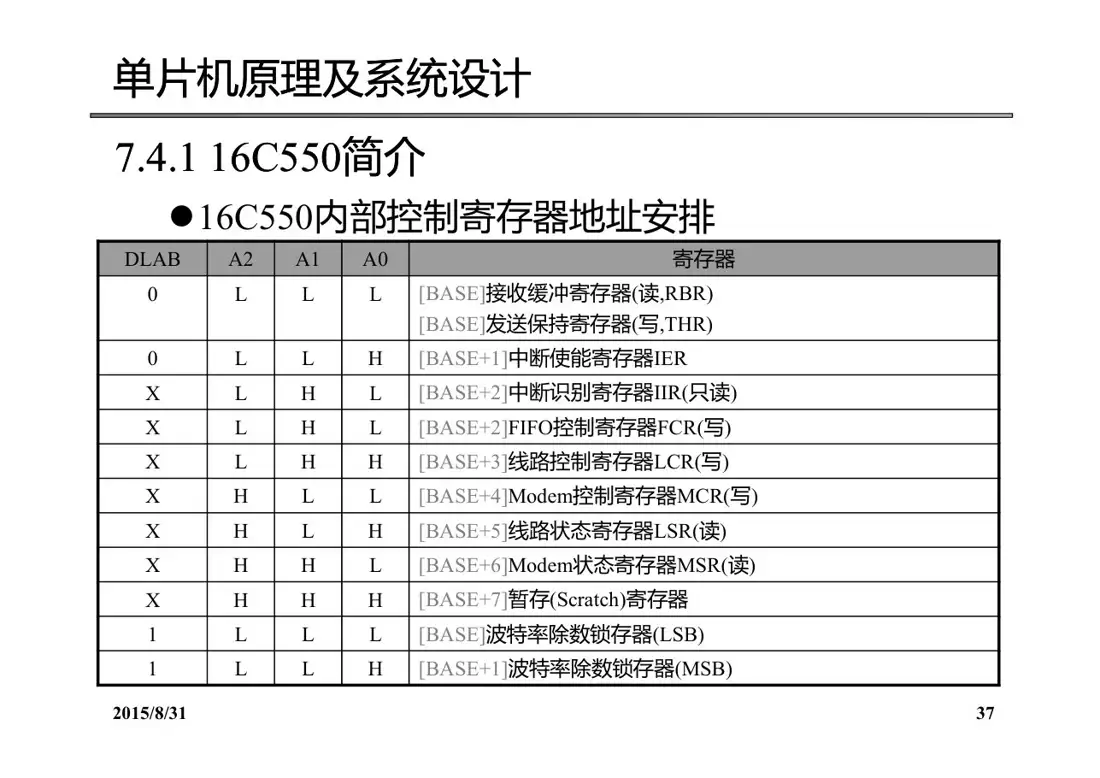 单片机原理及系统设计
7.4.1 16C550简介
●16C550内部控制寄存器地址安排
DLAB A2 A1 A0 寄存器
0 L L L [BASE]接收缓冲寄存器(读,RBR)
[BASE]发送保持寄存器(写,THR)
0 L L H [BASE+1]中断使能寄存器IER
X L H L [BASE+2]中断识别寄存器IIR(只读)
X L H L [BASE+2]FIFO控制寄存器FCR(写)
X L H H [BASE+3]线路控制寄存器LCR(写)
X H L L [BASE+4]Modem控制寄存器MCR(写)
X H L H [BASE+5]线路状态寄存器LSR(读)
X H H L [BASE+6]Modem状态寄存器MSR(读)
X H H H [BASE+7]暂存(Scratch)寄存器
1 L L L [BASE]波特率除数锁存器(LSB)
1 L L H [BASE+1]波特率除数锁存器(MSB)
2015/8/31 37